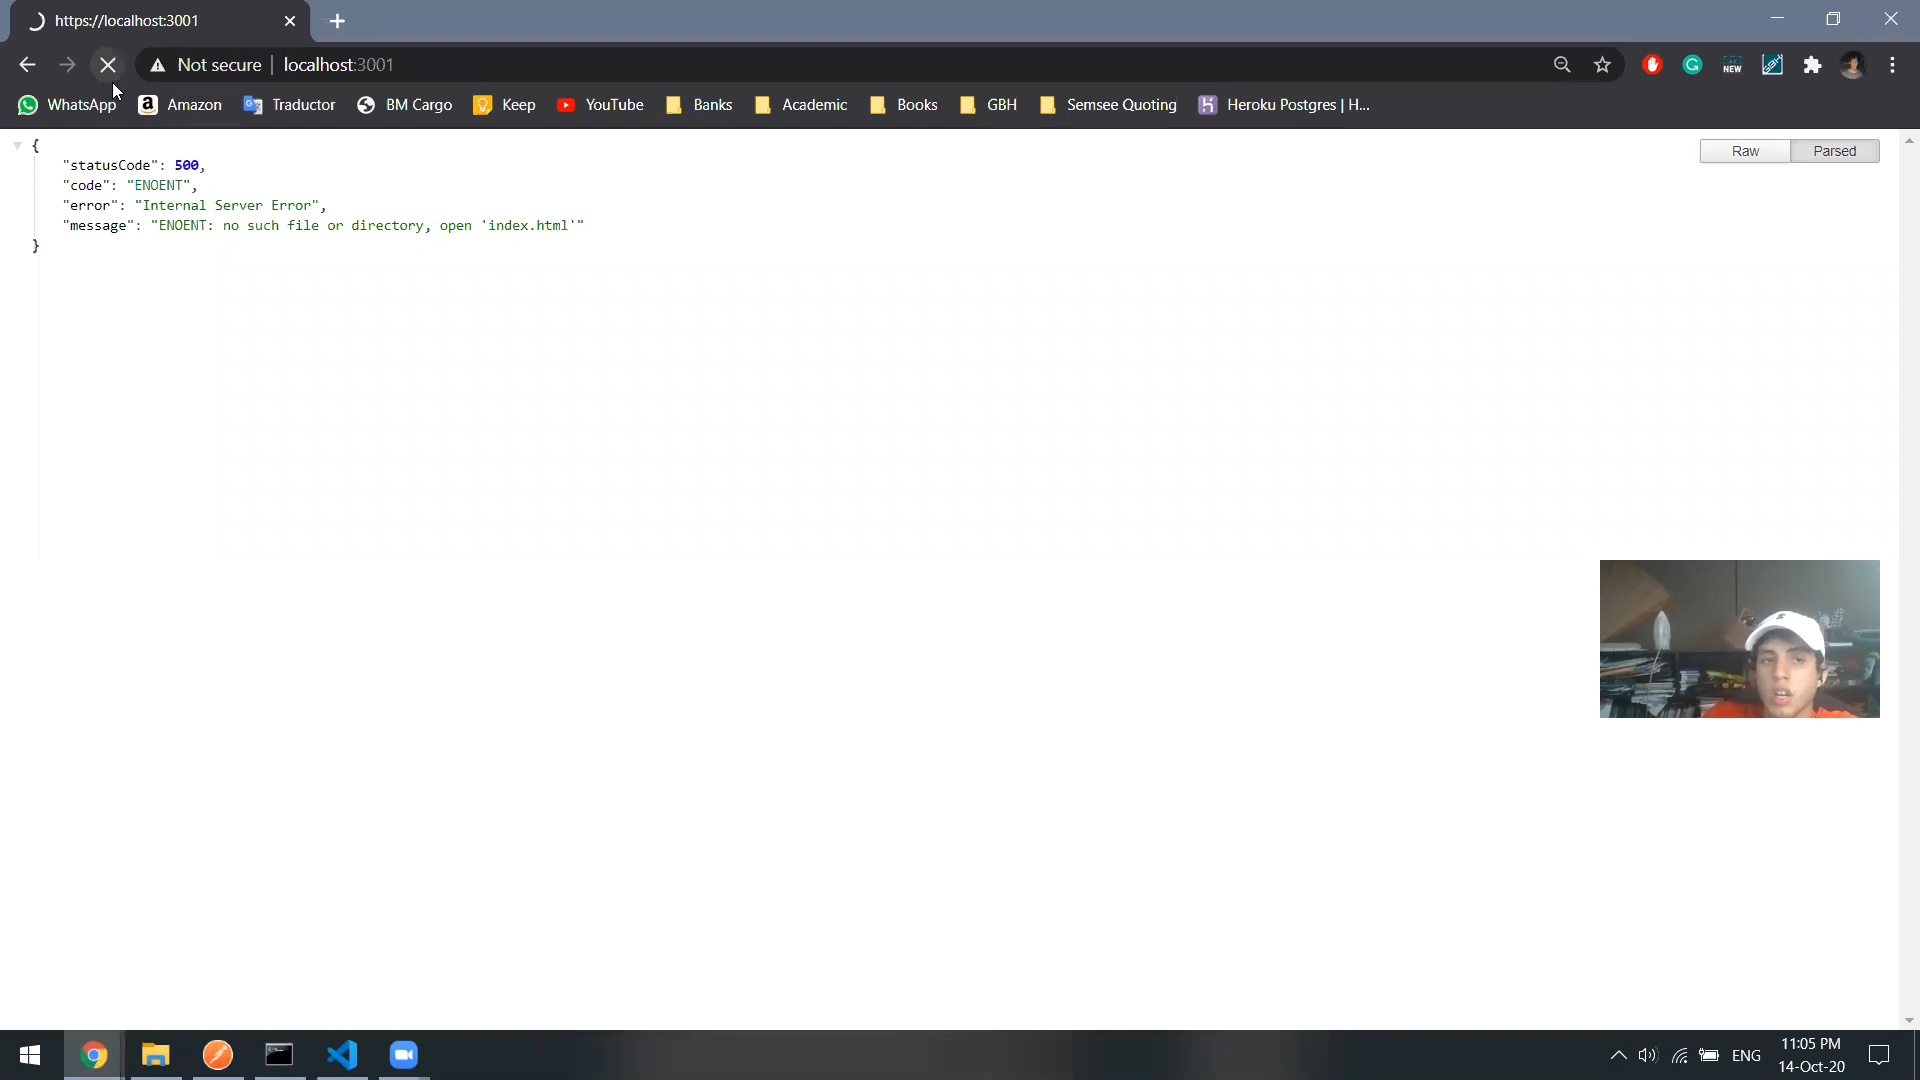 https://localhost:3001
Not secure | localhost:3001
WhatsApp Amazon Traductor BM Cargo Keep YouTube Banks Academic Books GBH Semsee Quoting Heroku Postgres | H...
NEW
Raw Parsed
{
"statusCode": 500,
"code": "ENOENT",
"error": "Internal Server Error",
"message": "ENOENT: no such file or directory, open 'index.html'"
}
ENG
11:05 PM
14-Oct-20